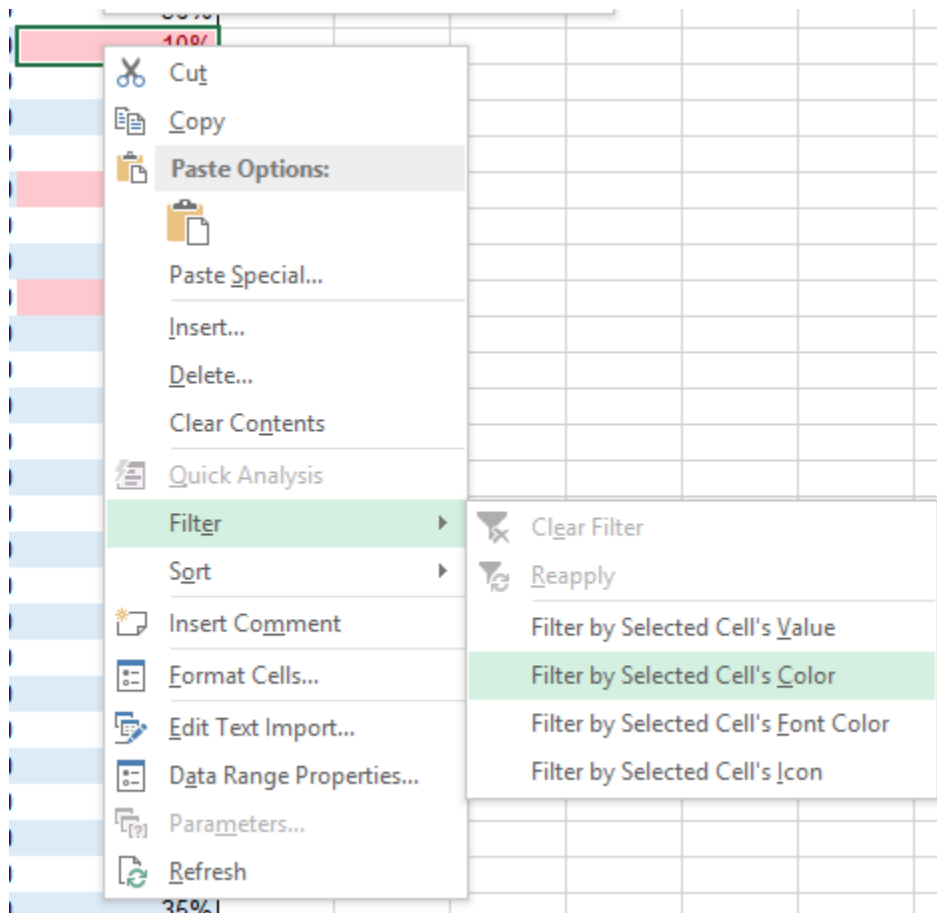 10%
Cut
Copy
Paste Options:
Paste Special...
Insert...
Delete...
Clear Contents
Quick Analysis
Filter
Sort
Insert Comment
Format Cells...
Edit Text Import...
Data Range Properties...
Parameters...
Refresh
Clear Filter
Reapply
Filter by Selected Cell's Value
Filter by Selected Cell's Color
Filter by Selected Cell's Font Color
Filter by Selected Cell's Icon
35%